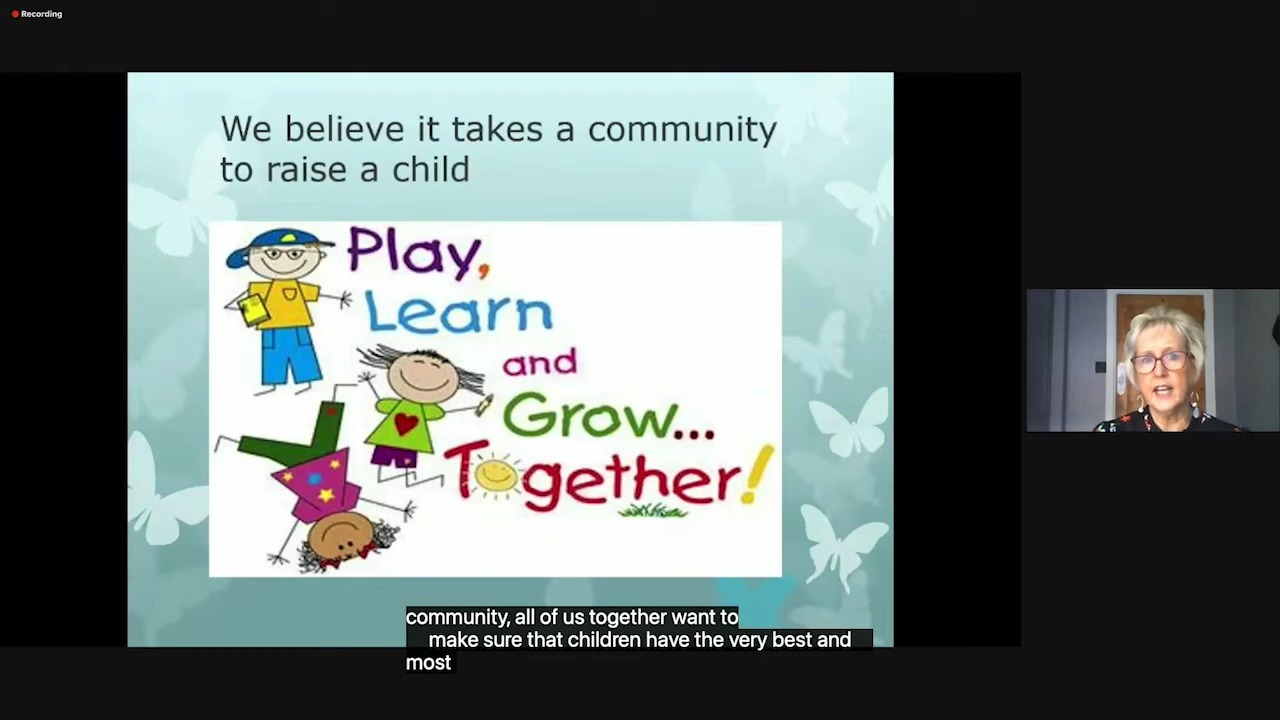 Recording
We believe it takes a community
to raise a child
Play,
Learn
and
Grow...
Together!
community, all of us together want to
make sure that children have the very best and
most